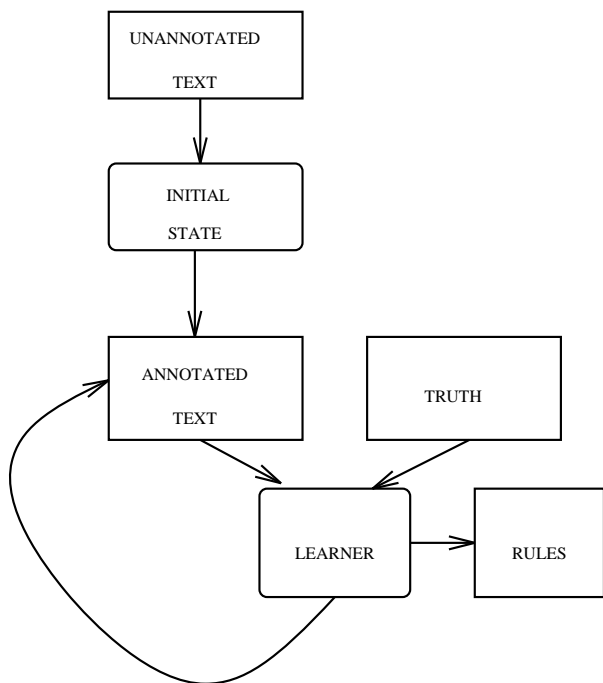 UNANNOTATED
TEXT
INITIAL
STATE
ANNOTATED
TEXT
TRUTH
LEARNER
RULES